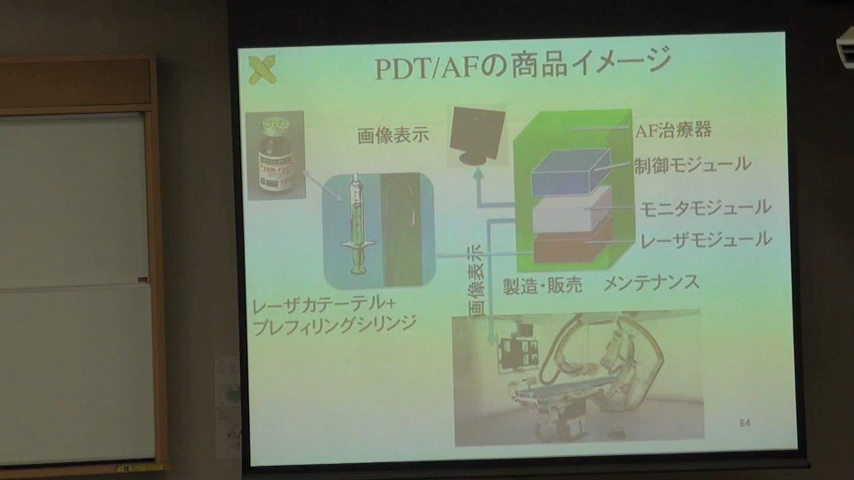 PDT/AFの商品イメージ
画像表示
AF治療器
制御モジュール
モニタモジュール
レーザモジュール
画像表示
製造・販売 メンテナンス
レーザカテーテル+
プレフィリングシリンジ
64